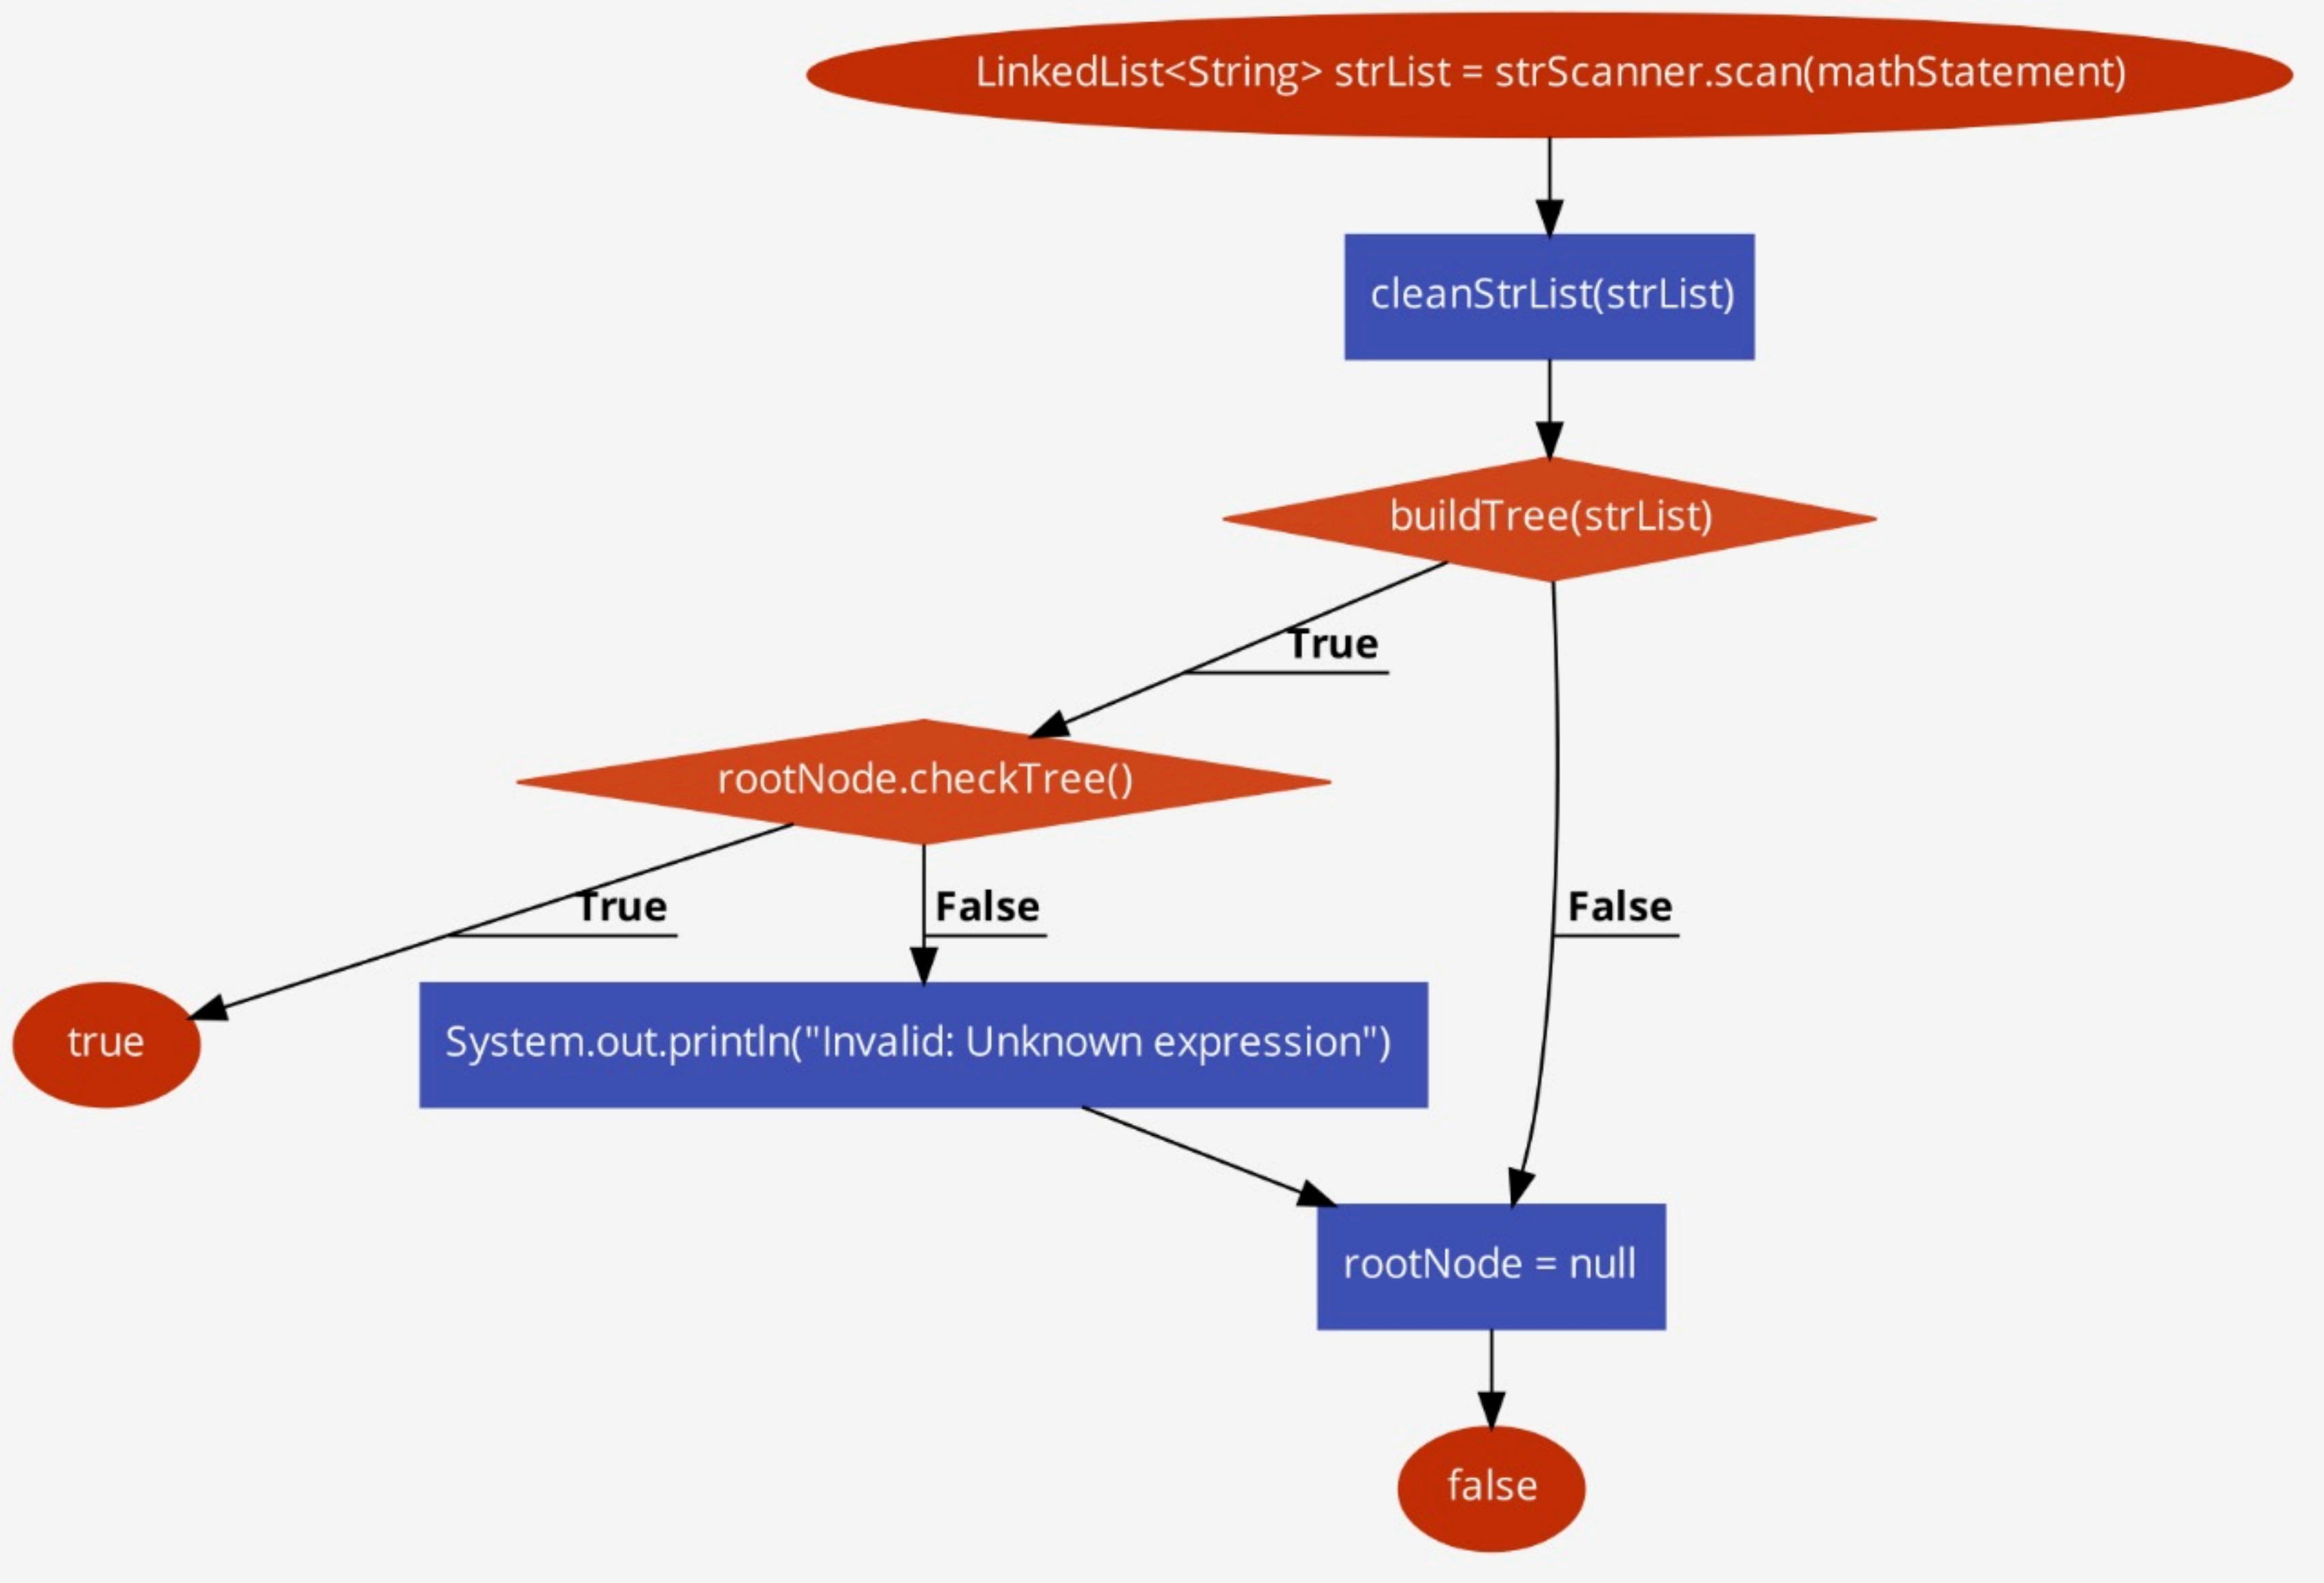 LinkedList<String> strList = strScanner.scan(mathStatement)
cleanStrList(strList)
buildTree(strList)
True
rootNode.checkTree()
True
False
False
true
System.out.println("Invalid: Unknown expression")
rootNode = null
false